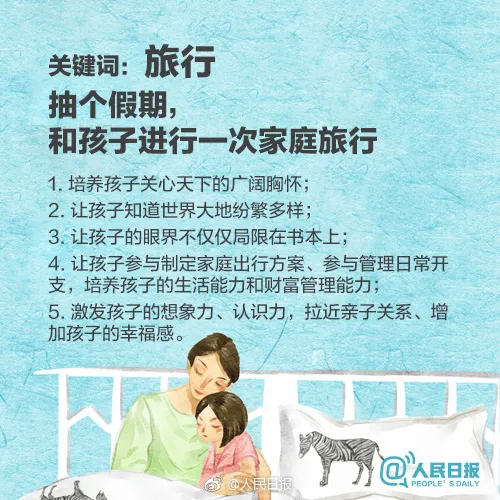 关键词：旅行
抽个假期，
和孩子进行一次家庭旅行
1. 培养孩子关心天下的广阔胸怀；
2. 让孩子知道世界大地纷繁多样；
3. 让孩子的眼界不仅仅局限在书本上；
4. 让孩子参与制定家庭出行方案、参与管理日常开
支，培养孩子的生活能力和财富管理能力；
5. 激发孩子的想象力、认识力，拉近亲子关系、增
加孩子的幸福感。
@人民日报
PEOPLE'S DAILY
@人民日报